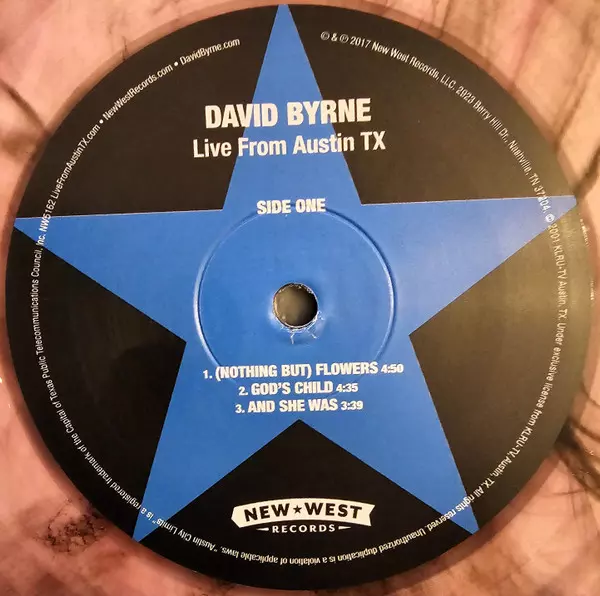 DAVID BYRNE
Live From Austin TX
SIDE ONE
1. (NOTHING BUT) FLOWERS 4:50
2. GOD'S CHILD 4:35
3. AND SHE WAS 3:39
NEW★WEST
RECORDS
NW5162 LiveFromAustinTX.com • NewWestRecords.com • DavidByrne.com
© & ℗ 2017 New West Records, LLC. 2923 Berry Hill Dr. Nashville, TN 37204. © 2001 KLRU-TV Austin, TX. Under exclusive license from KLRU-TV Austin, TX. All rights reserved. Unauthorized duplication is a violation of applicable laws. "Austin City Limits" is a registered trademark of the Capital of Texas Public Telecommunications Council, Inc.